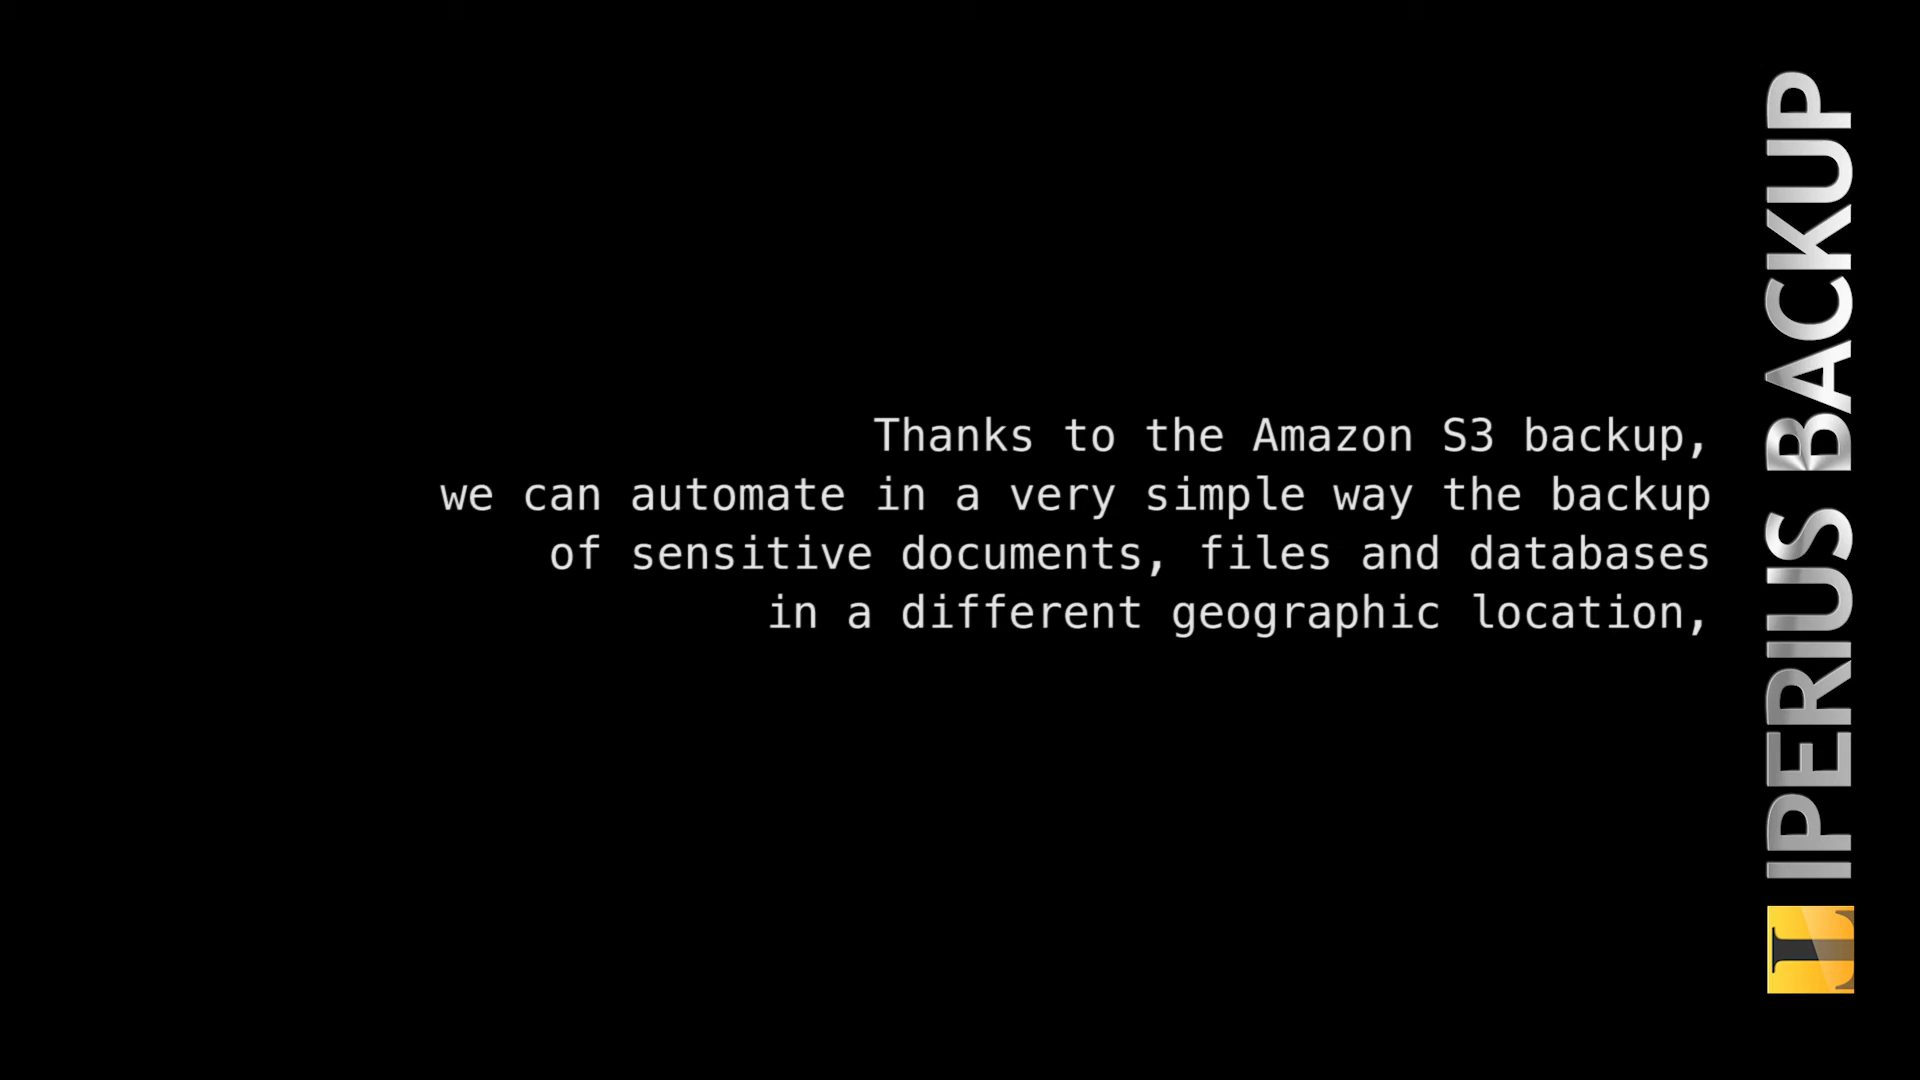 Thanks to the Amazon S3 backup,
we can automate in a very simple way the backup
of sensitive documents, files and databases
in a different geographic location,
IPERIUS BACKUP